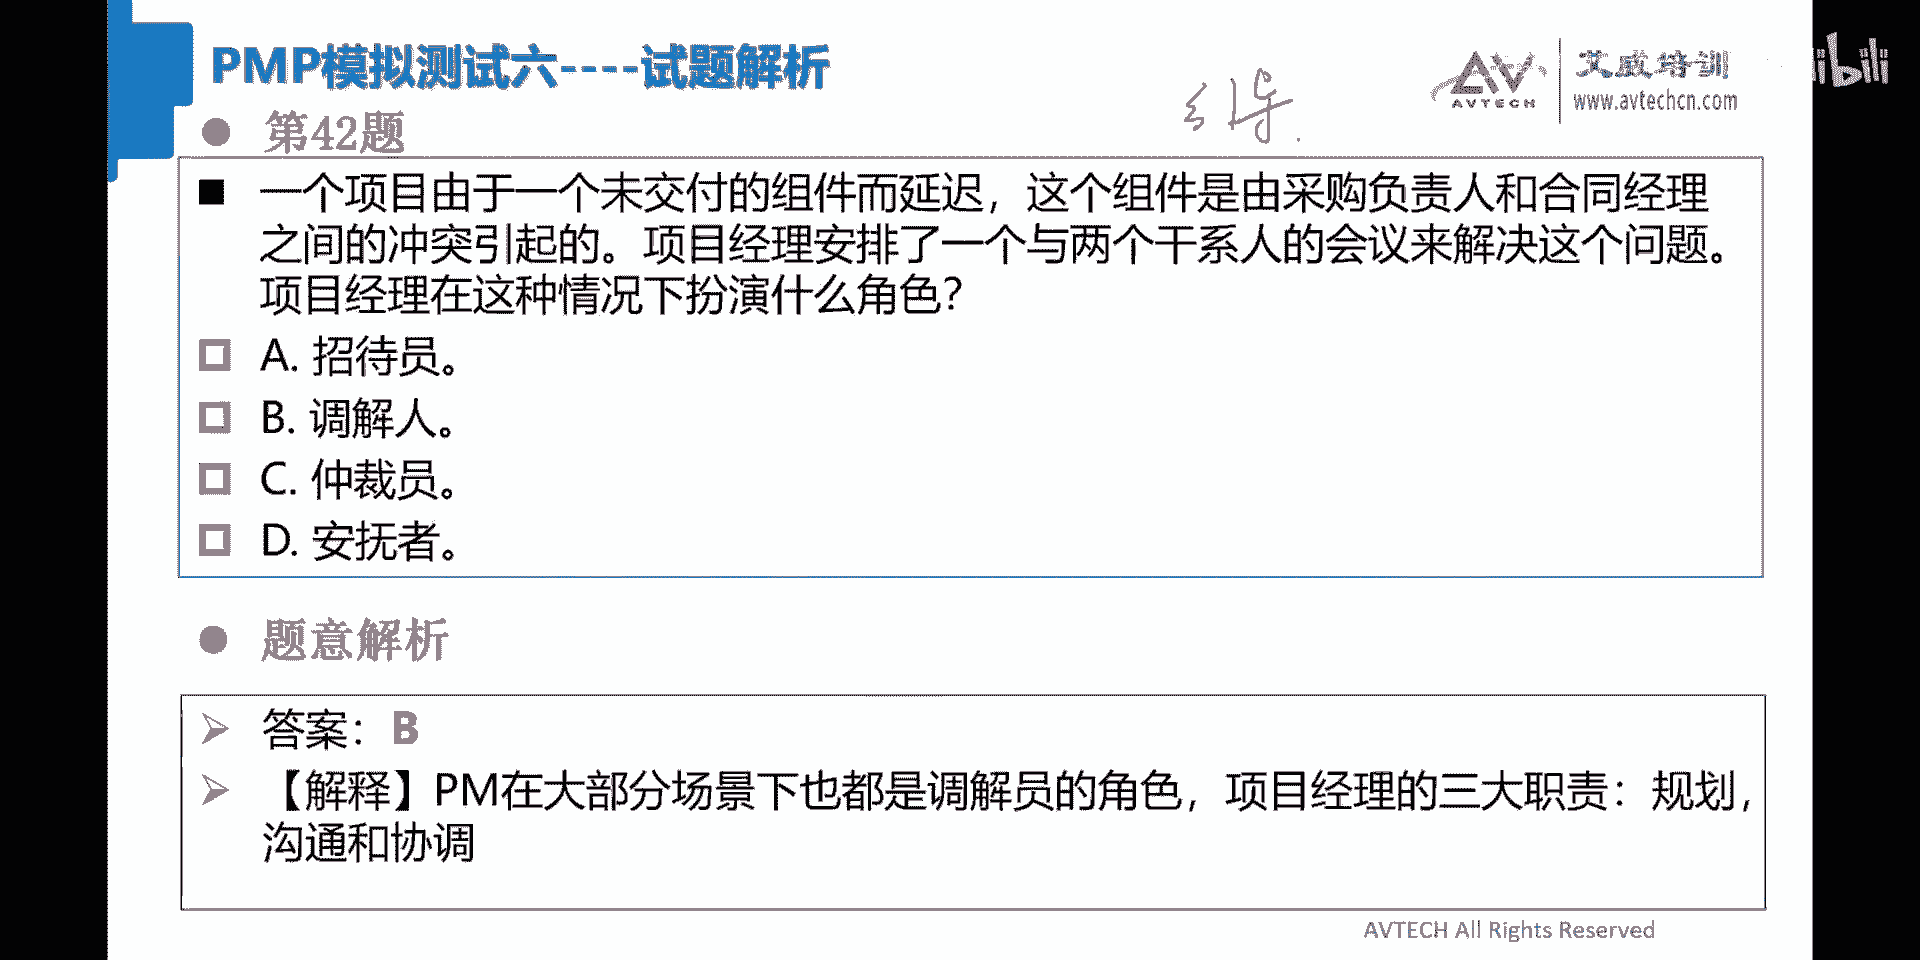 PMP模拟测试六----试题解析
艾威培训
AVTECH
www.avtechcn.com
bili
第42题
一个项目由于一个未交付的组件而延迟，这个组件是由采购负责人和合同经理
之间的冲突引起的。项目经理安排了一个与两个干系人的会议来解决这个问题。
项目经理在这种情况下扮演什么角色？
A. 招待员。
B. 调解人。
C. 仲裁员。
D. 安抚者。
题意解析
答案：B
【解释】PM在大部分场景下也都是调解员的角色，项目经理的三大职责：规划，
沟通和协调
AVTECH All Rights Reserved